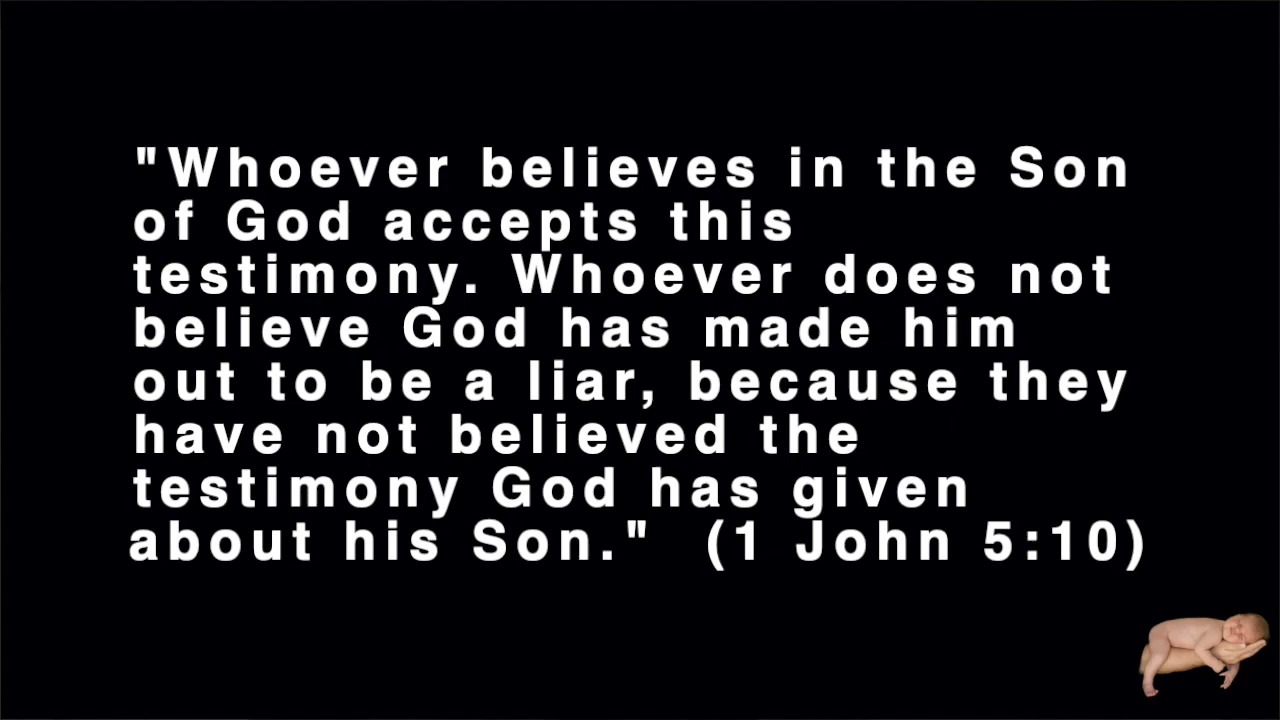 "Whoever believes in the Son
of God accepts this
testimony. Whoever does not
believe God has made him
out to be a liar, because they
have not believed the
testimony God has given
about his Son."  (1 John 5:10)